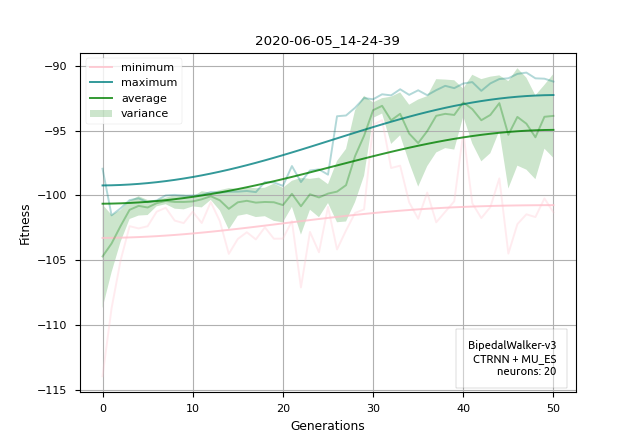 2020-06-05_14-24-39
minimum
maximum
average
variance
−90
−95
−100
−105
−110
−115
Fitness
BipedalWalker-v3
CTRNN + MU_ES
neurons: 20
0 10 20 30 40 50
Generations